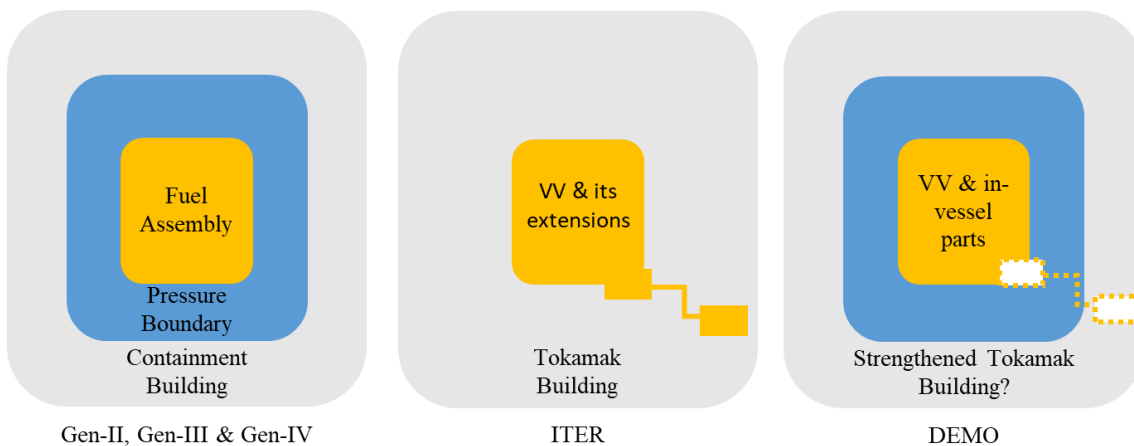 Fuel
Assembly
Pressure
Boundary
Containment
Building
Gen-II, Gen-III & Gen-IV
VV & its
extensions
Tokamak
Building
ITER
VV & in-
vessel
parts
Strengthened Tokamak
Building?
DEMO